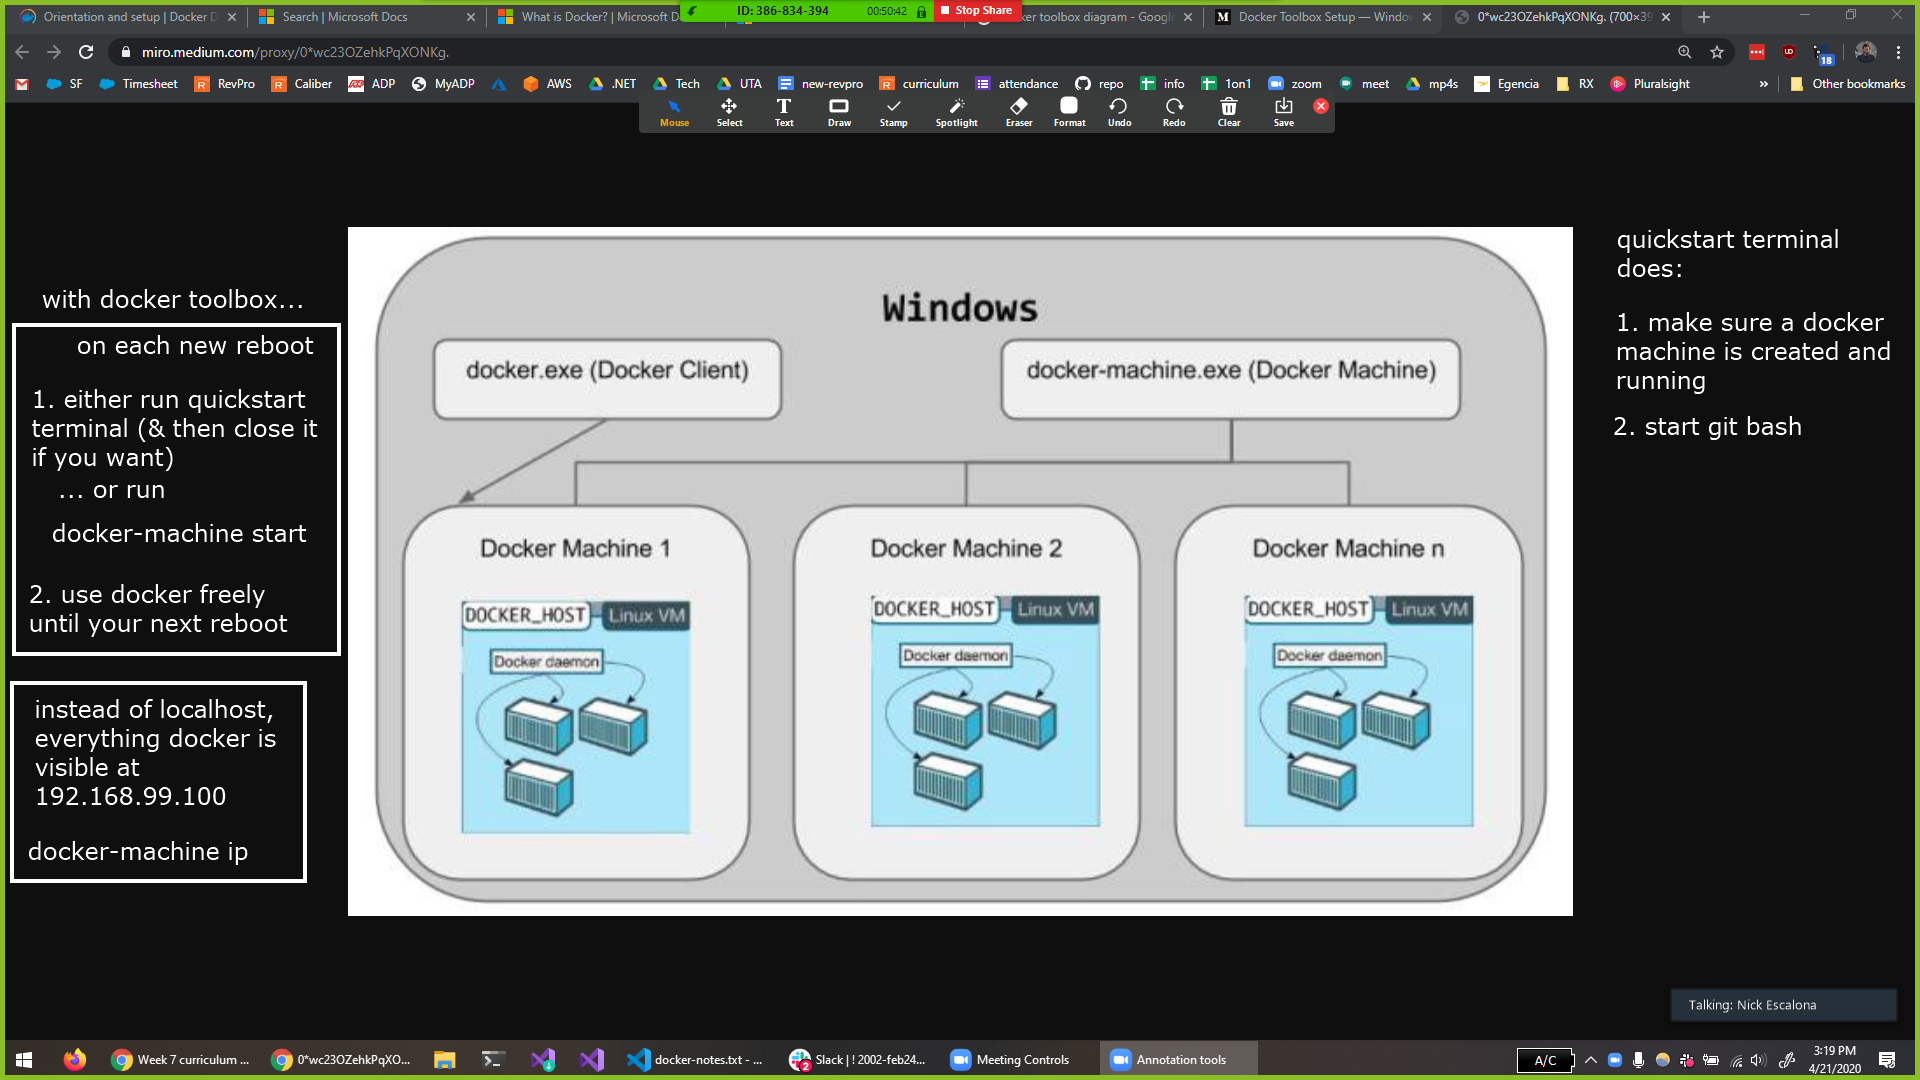 Orientation and setup | Docker D
Search | Microsoft Docs
What is Docker? | Microsoft D
ID: 386-834-394
00:50:42
Stop Share
ker toolbox diagram - Googl
Docker Toolbox Setup — Window
0*wc23OZehkPqXONKg. (700×39
miro.medium.com/proxy/0*wc23OZehkPqXONKg.
18
SF
Timesheet
RevPro
Caliber
ADP
MyADP
AWS
.NET
Tech
UTA
new-revpro
curriculum
attendance
repo
info
1on1
zoom
meet
mp4s
Egencia
RX
Pluralsight
»
Other bookmarks
Mouse
Select
Text
Draw
Stamp
Spotlight
Eraser
Format
Undo
Redo
Clear
Save
with docker toolbox...
on each new reboot
1. either run quickstart
terminal (& then close it
if you want)
... or run
docker-machine start
2. use docker freely
until your next reboot
instead of localhost,
everything docker is
visible at
192.168.99.100
docker-machine ip
Windows
docker.exe (Docker Client)
docker-machine.exe (Docker Machine)
Docker Machine 1
DOCKER_HOST
Linux VM
Docker daemon
Docker Machine 2
DOCKER_HOST
Linux VM
Docker daemon
Docker Machine n
DOCKER_HOST
Linux VM
Docker daemon
quickstart terminal
does:
1. make sure a docker
machine is created and
running
2. start git bash
Talking: Nick Escalona
Week 7 curriculum ...
0*wc23OZehkPqXO...
docker-notes.txt - ...
2
Slack | ! 2002-feb24...
Meeting Controls
Annotation tools
A/C
3:19 PM
4/21/2020